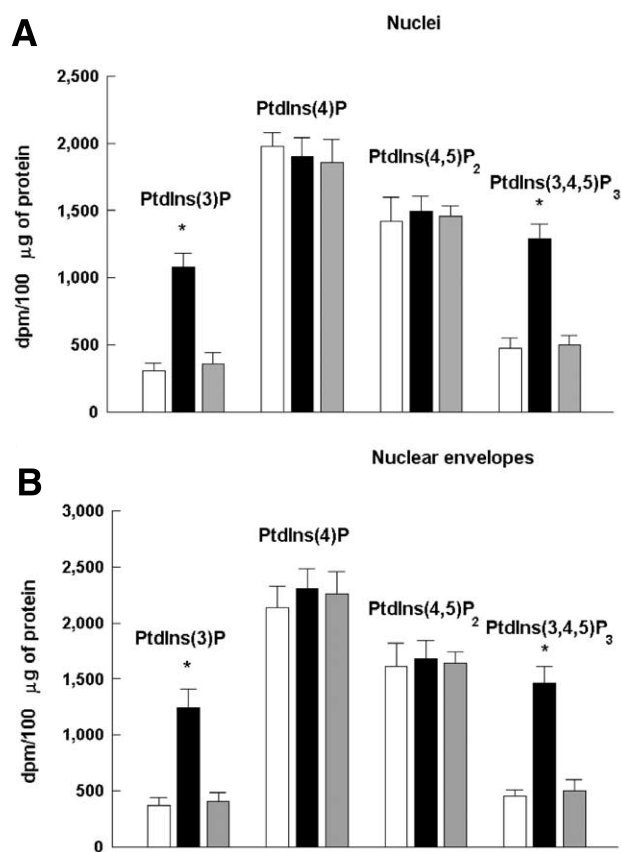 A
Nuclei
dpm/100 µg of protein
2,500
2,000
1,500
1,000
500
0
PtdIns(3)P
*
PtdIns(4)P
PtdIns(4,5)P2
PtdIns(3,4,5)P3
*
B
Nuclear envelopes
dpm/100 µg of protein
3,000
2,500
2,000
1,500
1,000
500
0
PtdIns(3)P
*
PtdIns(4)P
PtdIns(4,5)P2
PtdIns(3,4,5)P3
*